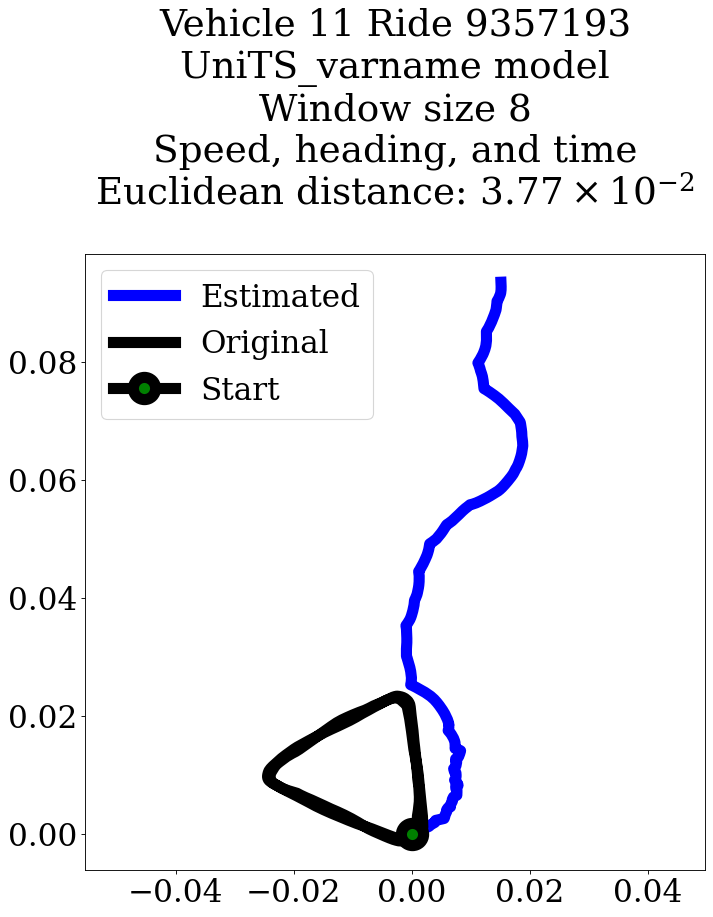 Vehicle 11 Ride 9357193
UniTS_varname model
Window size 8
Speed, heading, and time
Euclidean distance: 3.77 × 10⁻²
Estimated
Original
Start
0.08
0.06
0.04
0.02
0.00
−0.04 −0.02 0.00 0.02 0.04